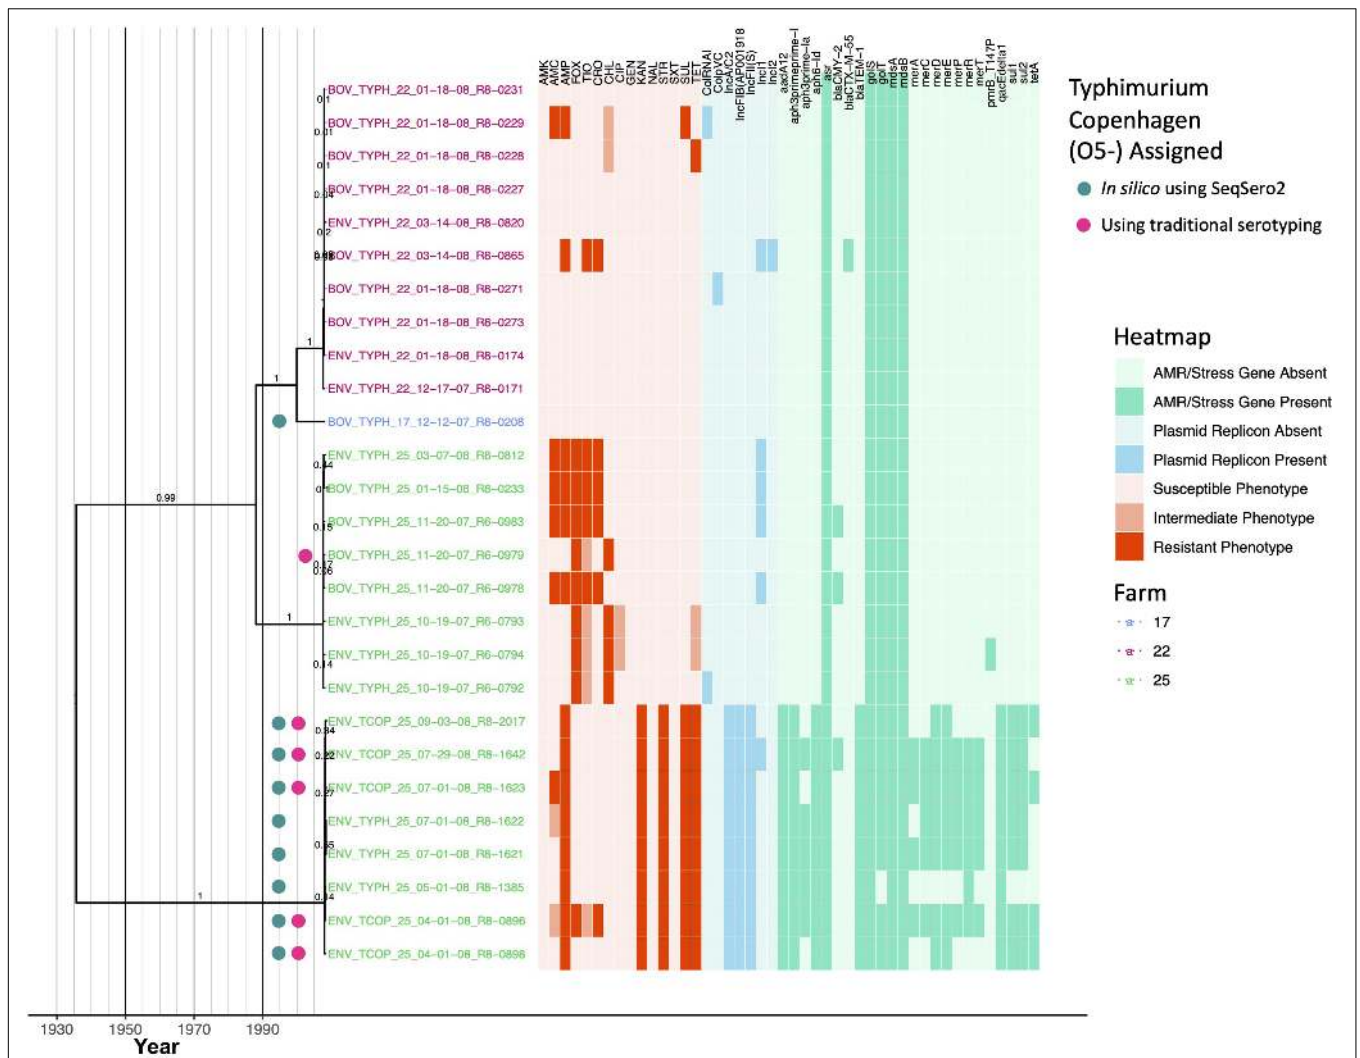 AMK
AMC
AMP
FOX
TIO
CRO
CHL
CIP
GEN
KAN
NAL
STR
SXT
SUL
TET
ColRNAI
ColpVC
IncA/C2
IncFIB(AP001918)
IncFII(S)
IncI1
IncI2
aadA12
aph3primeprime-I
aph3prime-Ia
aph6-Id
asr
blaCMY-2
blaCTX-M-55
blaTEM-1
golS
golT
mdsA
mdsB
merA
merC
merD
merE
merP
merR
merT
pmrB_T147P
qacEdelta1
sul1
sul2
tetA
BOV_TYPH_22_01-18-08_R8-0231
0.1
BOV_TYPH_22_01-18-08_R8-0229
BOV_TYPH_22_01-18-08_R8-0228
0.1
BOV_TYPH_22_01-18-08_R8-0227
ENV_TYPH_22_03-14-08_R8-0820
0.2
BOV_TYPH_22_03-14-08_R8-0865
BOV_TYPH_22_01-18-08_R8-0271
BOV_TYPH_22_01-18-08_R8-0273
1
ENV_TYPH_22_01-18-08_R8-0174
1
ENV_TYPH_22_12-17-07_R8-0171
BOV_TYPH_17_12-12-07_R8-0208
ENV_TYPH_25_03-07-08_R8-0812
BOV_TYPH_25_01-15-08_R8-0233
0.99
BOV_TYPH_25_11-20-07_R6-0983
BOV_TYPH_25_11-20-07_R6-0979
BOV_TYPH_25_11-20-07_R6-0978
1
ENV_TYPH_25_10-19-07_R6-0793
ENV_TYPH_25_10-19-07_R6-0794
0.14
ENV_TYPH_25_10-19-07_R6-0792
ENV_TCOP_25_09-03-08_R8-2017
ENV_TCOP_25_07-29-08_R8-1642
ENV_TCOP_25_07-01-08_R8-1623
ENV_TYPH_25_07-01-08_R8-1622
ENV_TYPH_25_07-01-08_R8-1621
ENV_TYPH_25_05-01-08_R8-1385
1
ENV_TCOP_25_04-01-08_R8-0896
ENV_TCOP_25_04-01-08_R8-0898
1930 1950 1970 1990
Year
Typhimurium
Copenhagen
(O5-) Assigned
In silico using SeqSero2
Using traditional serotyping
Heatmap
AMR/Stress Gene Absent
AMR/Stress Gene Present
Plasmid Replicon Absent
Plasmid Replicon Present
Susceptible Phenotype
Intermediate Phenotype
Resistant Phenotype
Farm
a 17
a 22
a 25